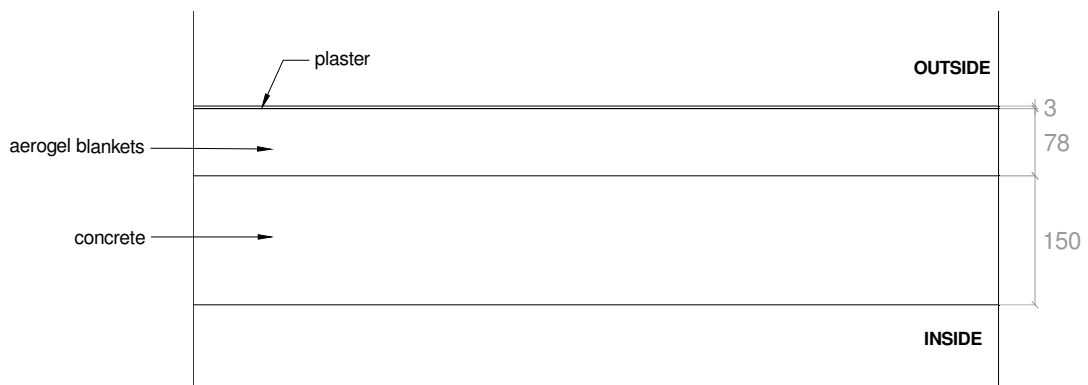 plaster
OUTSIDE
3
aerogel blankets
78
concrete
150
INSIDE